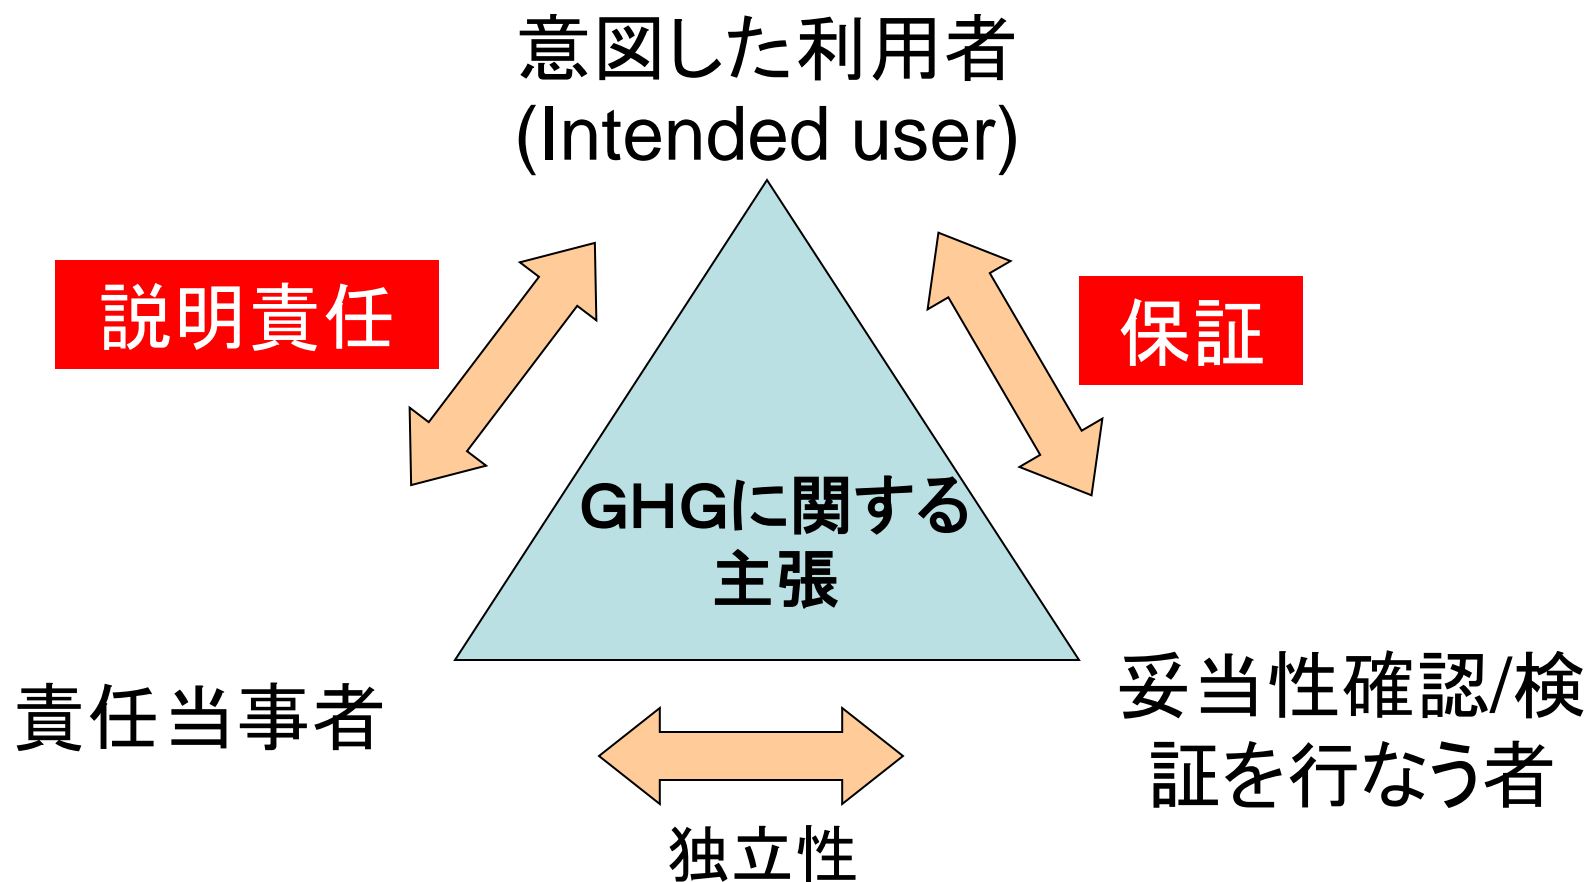 意図した利用者
(Intended user)
説明責任
保証
GHGに関する
主張
責任当事者
妥当性確認/検
証を行なう者
独立性